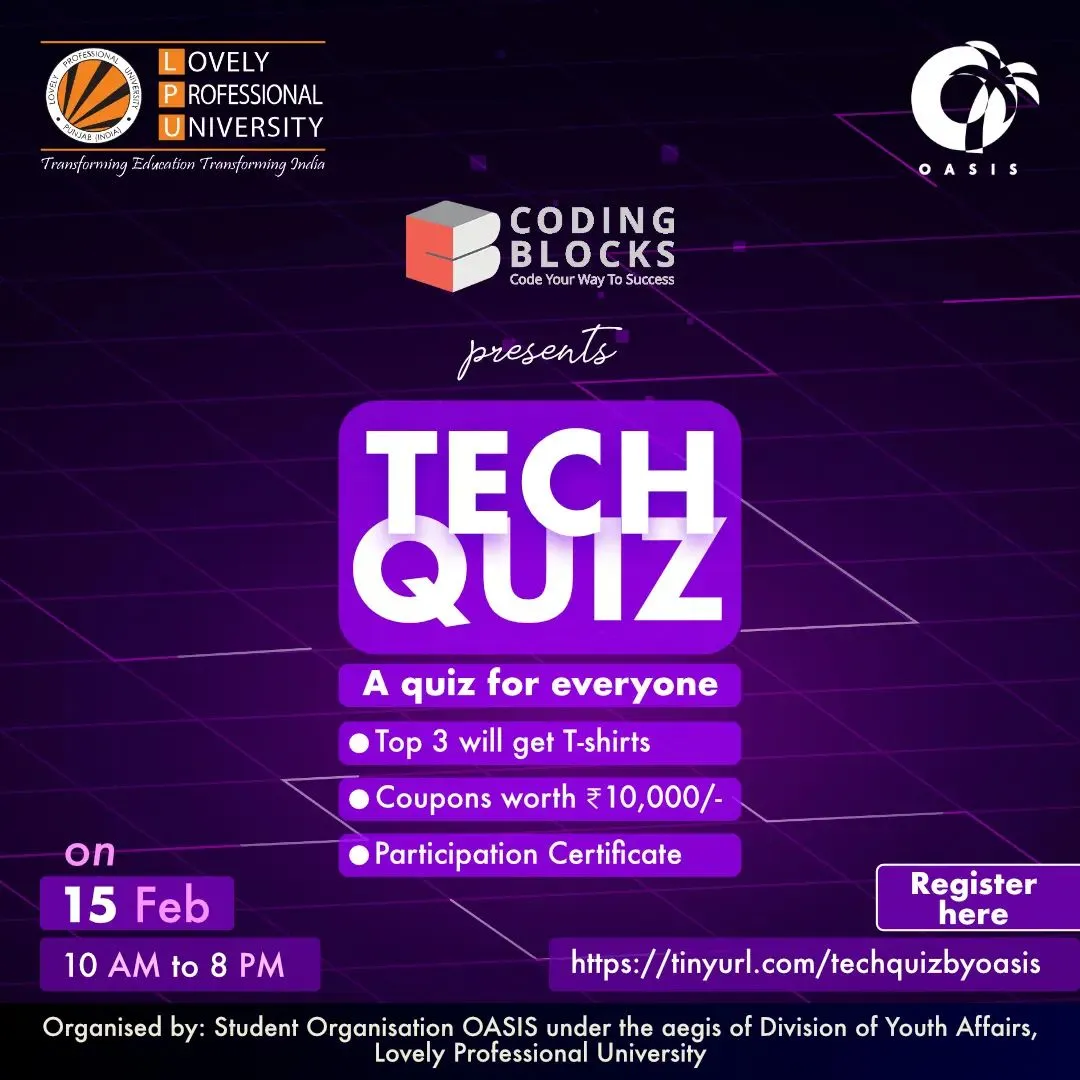 LOVELY PROFESSIONAL UNIVERSITY
PUNJAB (INDIA)
LOVELY
PROFESSIONAL
UNIVERSITY
Transforming Education Transforming India
OASIS
CODING
BLOCKS
Code Your Way To Success
presents
TECH
QUIZ
A quiz for everyone
Top 3 will get T-shirts
Coupons worth ₹10,000/-
Participation Certificate
on
15 Feb
10 AM to 8 PM
Register
here
https://tinyurl.com/techquizbyoasis
Organised by: Student Organisation OASIS under the aegis of Division of Youth Affairs,
Lovely Professional University